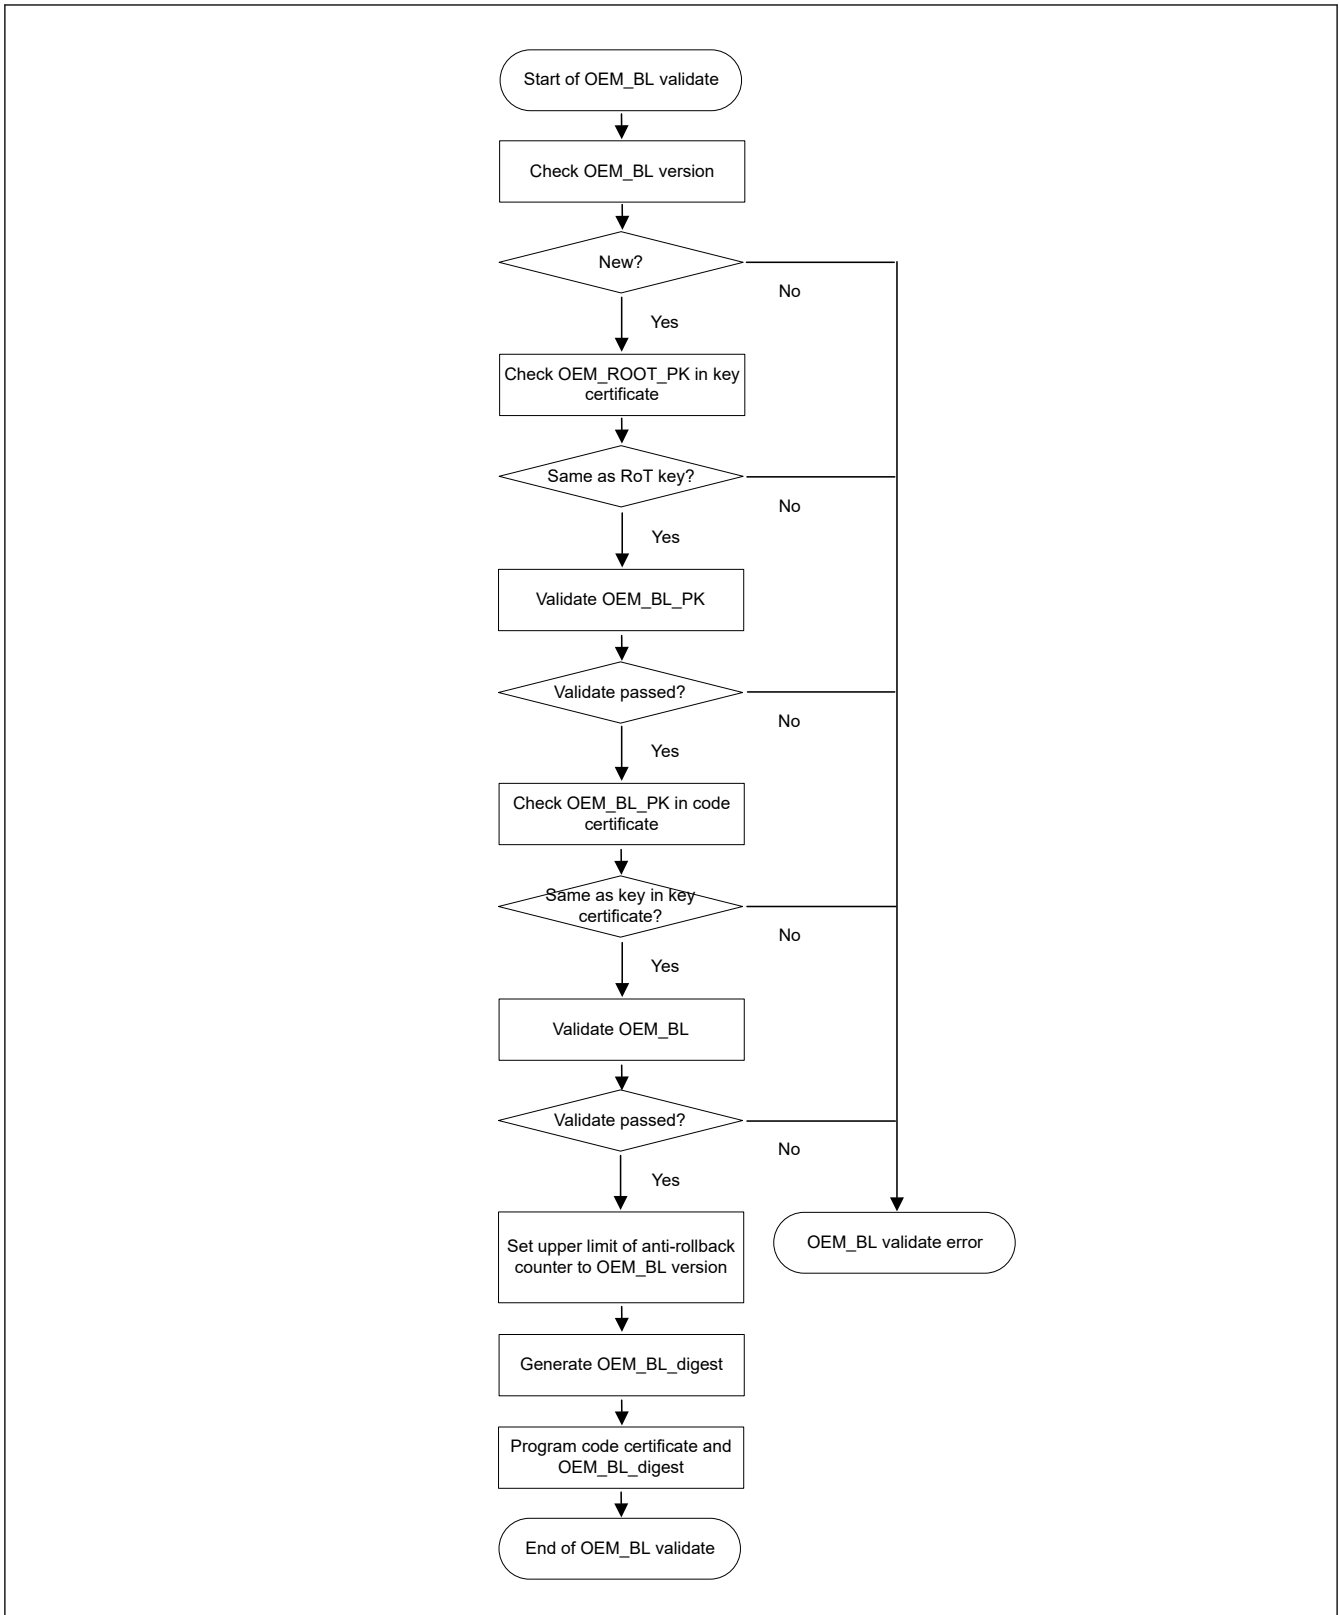 Start of OEM_BL validate
Check OEM_BL version
New?
No
Yes
Check OEM_ROOT_PK in key
certificate
Same as RoT key?
No
Yes
Validate OEM_BL_PK
Validate passed?
No
Yes
Check OEM_BL_PK in code
certificate
Same as key in key
certificate?
No
Yes
Validate OEM_BL
Validate passed?
No
Yes
Set upper limit of anti-rollback
counter to OEM_BL version
OEM_BL validate error
Generate OEM_BL_digest
Program code certificate and
OEM_BL_digest
End of OEM_BL validate